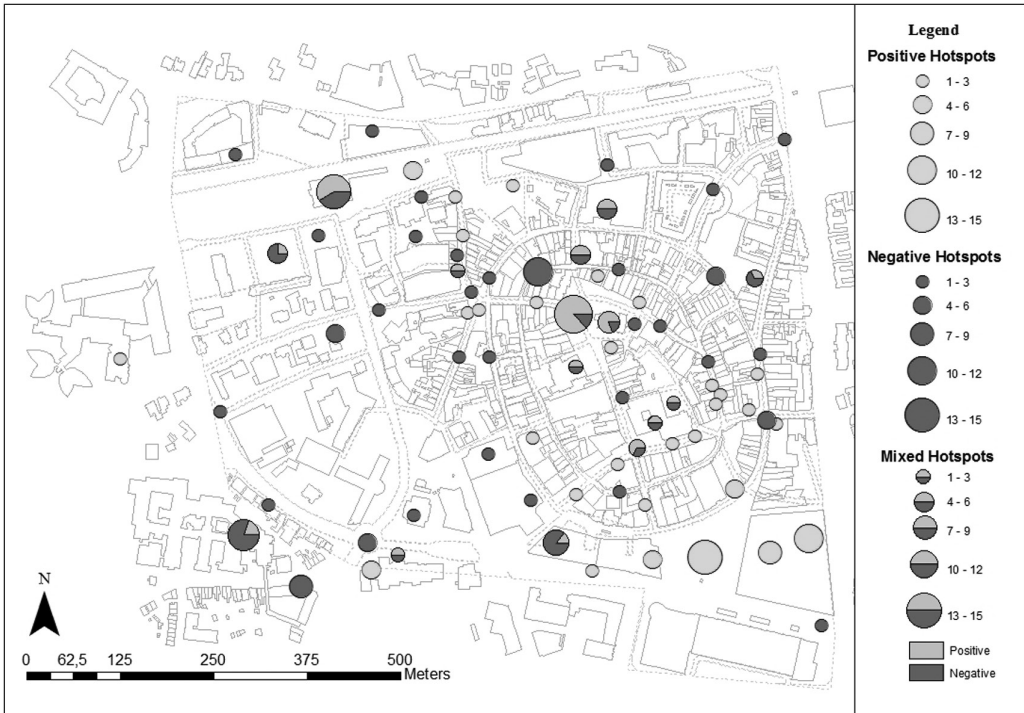 Legend
Positive Hotspots
1 - 3
4 - 6
7 - 9
10 - 12
13 - 15
Negative Hotspots
1 - 3
4 - 6
7 - 9
10 - 12
13 - 15
Mixed Hotspots
1 - 3
4 - 6
7 - 9
10 - 12
13 - 15
Positive
Negative
N
0 62,5 125 250 375 500
Meters